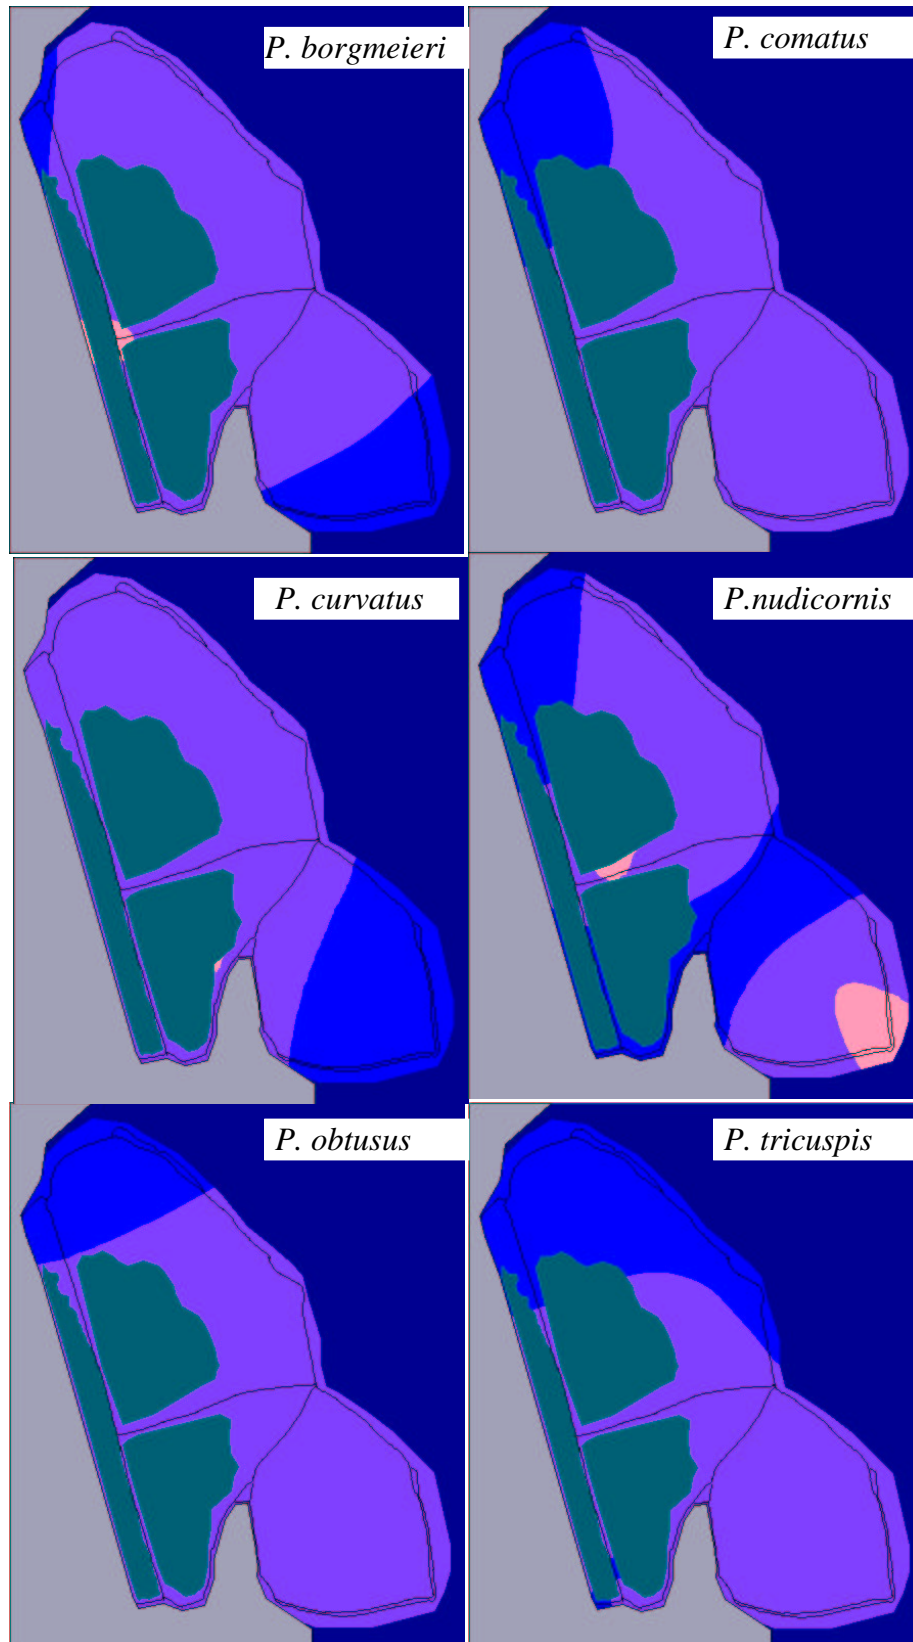 P. borgmeieri
P. comatus
P. curvatus
P.nudicornis
P. obtusus
P. tricuspis